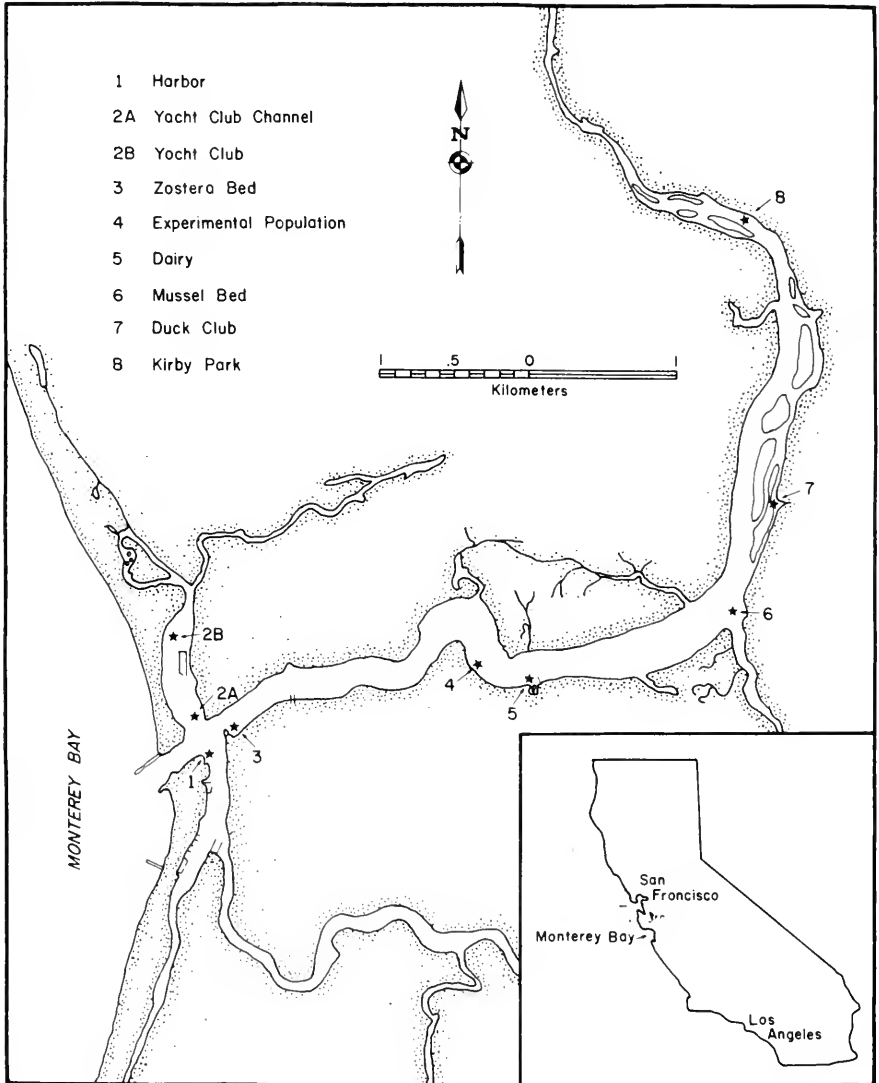 1 Harbor
2A Yacht Club Channel
2B Yocht Club
3 Zostera Bed
4 Experimental Population
5 Dairy
6 Mussel Bed
7 Duck Club
8 Kirby Park
N
1 .5 0 1
Kilometers
8
7
6
2B
2A
4
5
3
1
MONTEREY BAY
San
Francisco
Monterey Bay
Los
Angeles